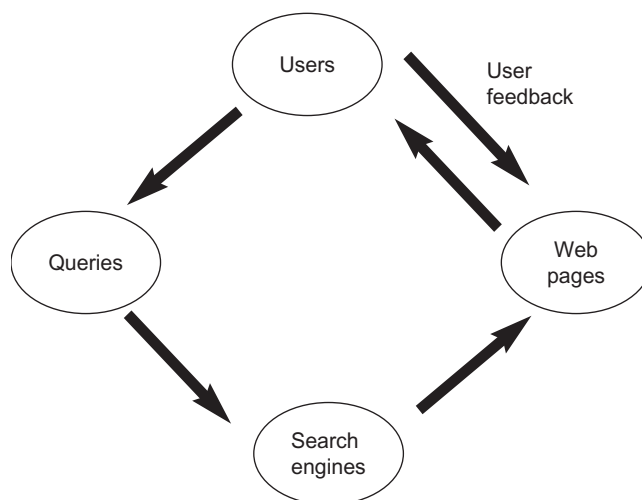 Users
User
feedback
Queries
Web
pages
Search
engines